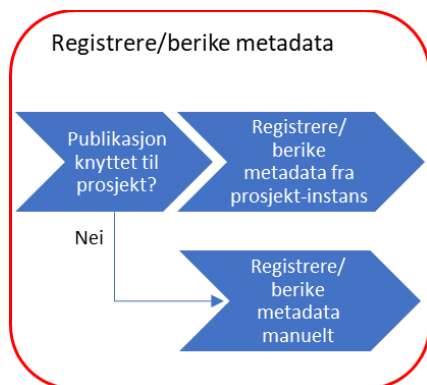 Registrere/berike metadata
Publikasjon
knyttet til
prosjekt?
Registrere/
berike
metadata fra
prosjekt-instans
Nei
Registrere/
berike
metadata
manuelt